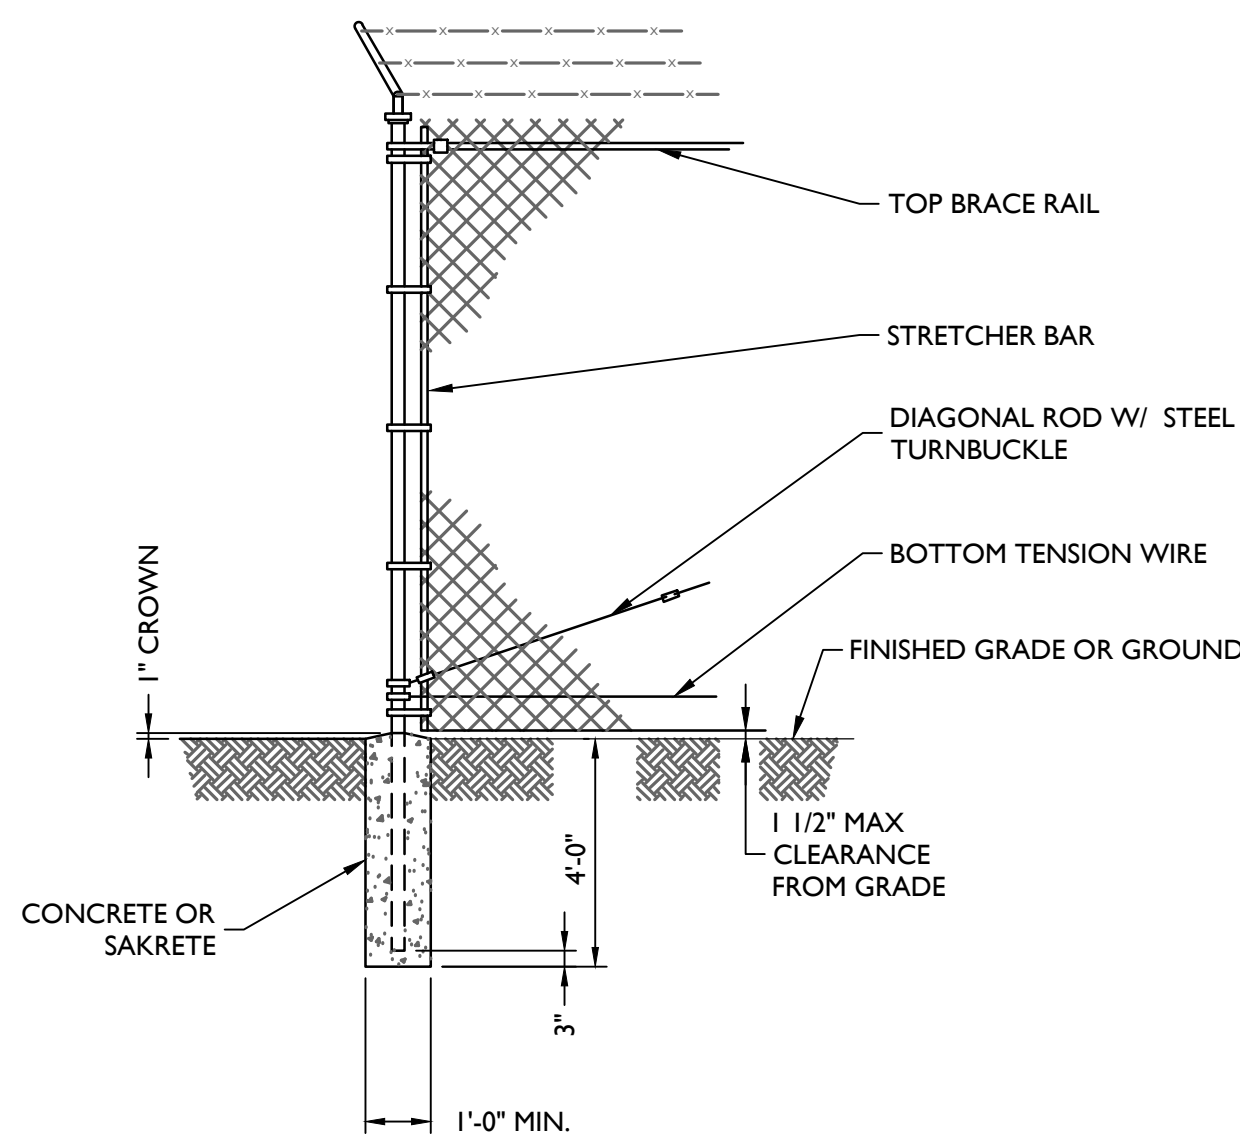 TOP BRACE RAIL
STRETCHER BAR
DIAGONAL ROD W/ STEEL
TURNBUCKLE
BOTTOM TENSION WIRE
1" CROWN
FINISHED GRADE OR GROUND
1 1/2" MAX
CLEARANCE
FROM GRADE
4'-0"
CONCRETE OR
SAKRETE
3"
1'-0" MIN.